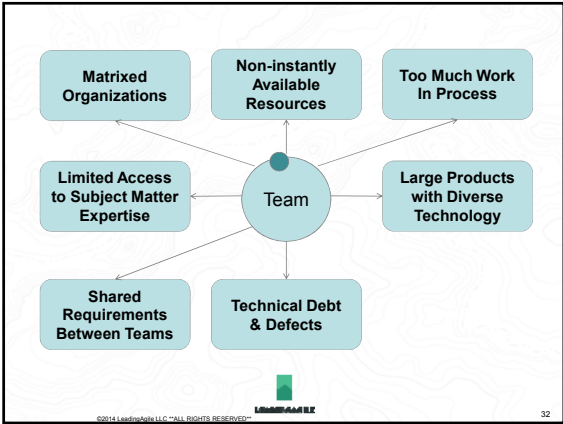 Matrixed
Organizations
Non-instantly
Available
Resources
Too Much Work
In Process
Limited Access
to Subject Matter
Expertise
Team
Large Products
with Diverse
Technology
Shared
Requirements
Between Teams
Technical Debt
& Defects
©2014 LeadingAgile LLC **ALL RIGHTS RESERVED**
32